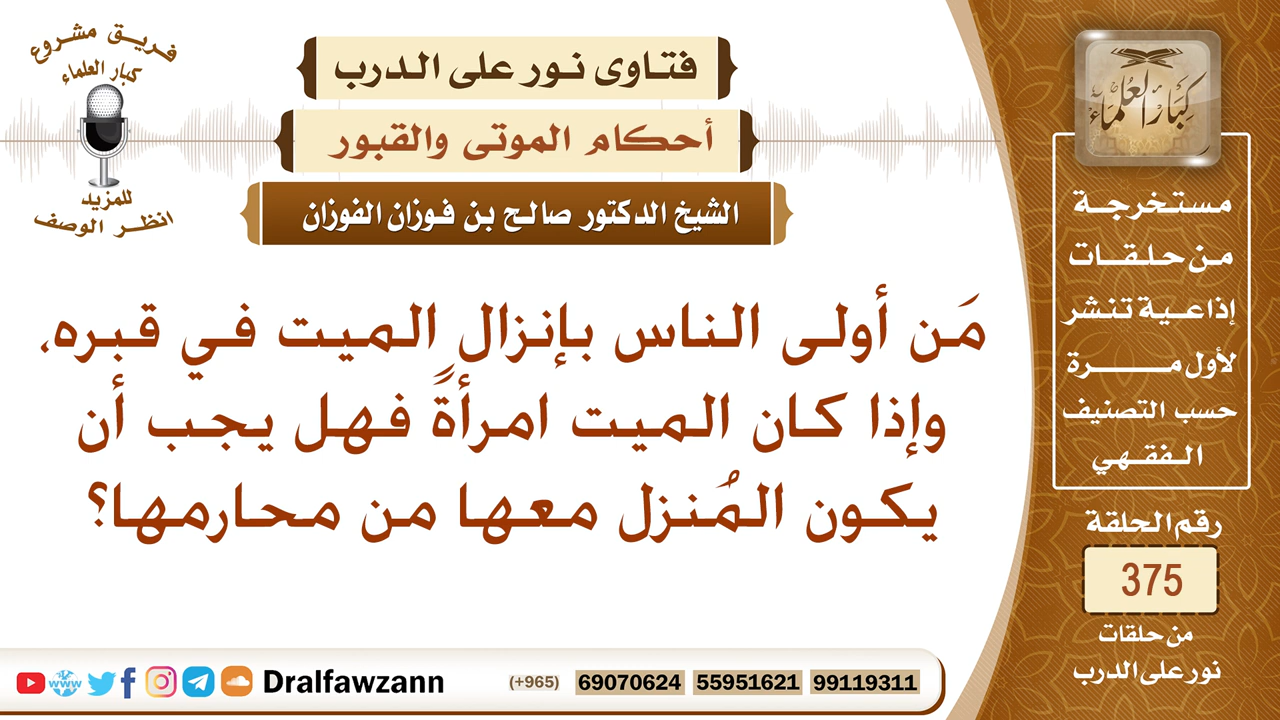 فريق مشروع
كبار العلماء
للمزيد
انظر الوصف
فتاوى نور على الدرب
أحكام الموتى والقبور
الشيخ الدكتور صالح بن فوزان الفوزان
مَن أولى الناس بإنزالِ الميت في قبره،
وإذا كان الميت امرأةً فهل يجب أن
يكون المُنزل معها من محارمها؟
كبار العلماء
مستخرجة
من حلقات
إذاعية تنشر
لأول مرة
حسب التصنيف
الفقهي
رقم الحلقة
375
من حلقات
نور على الدرب
www Dralfawzann (+965) 69070624 55951621 99119311